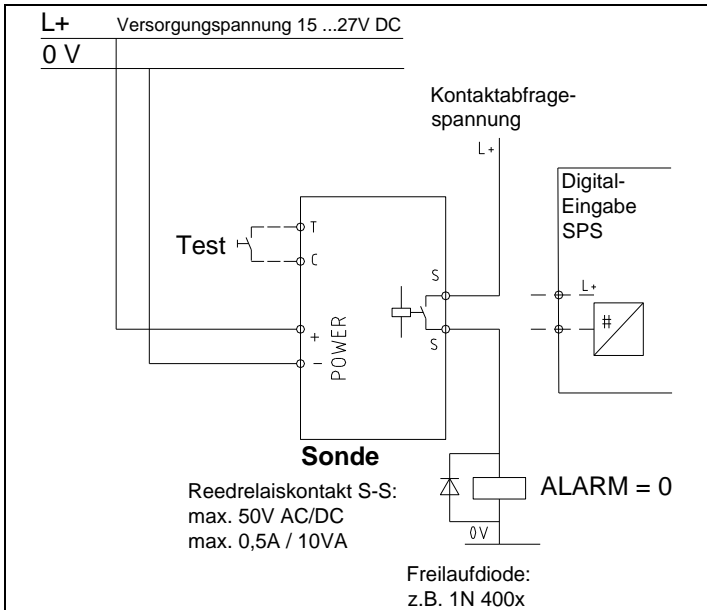 L+ Versorgungspannung 15 ...27V DC
0 V
Kontaktabfrage-
spannung
L+
Digital-
Eingabe
SPS
Test
T
C
S
L+
#
+
S
-
POWER
Sonde
Reedrelaiskontakt S-S:
max. 50V AC/DC
max. 0,5A / 10VA
ALARM = 0
0V
Freilaufdiode:
z.B. 1N 400x